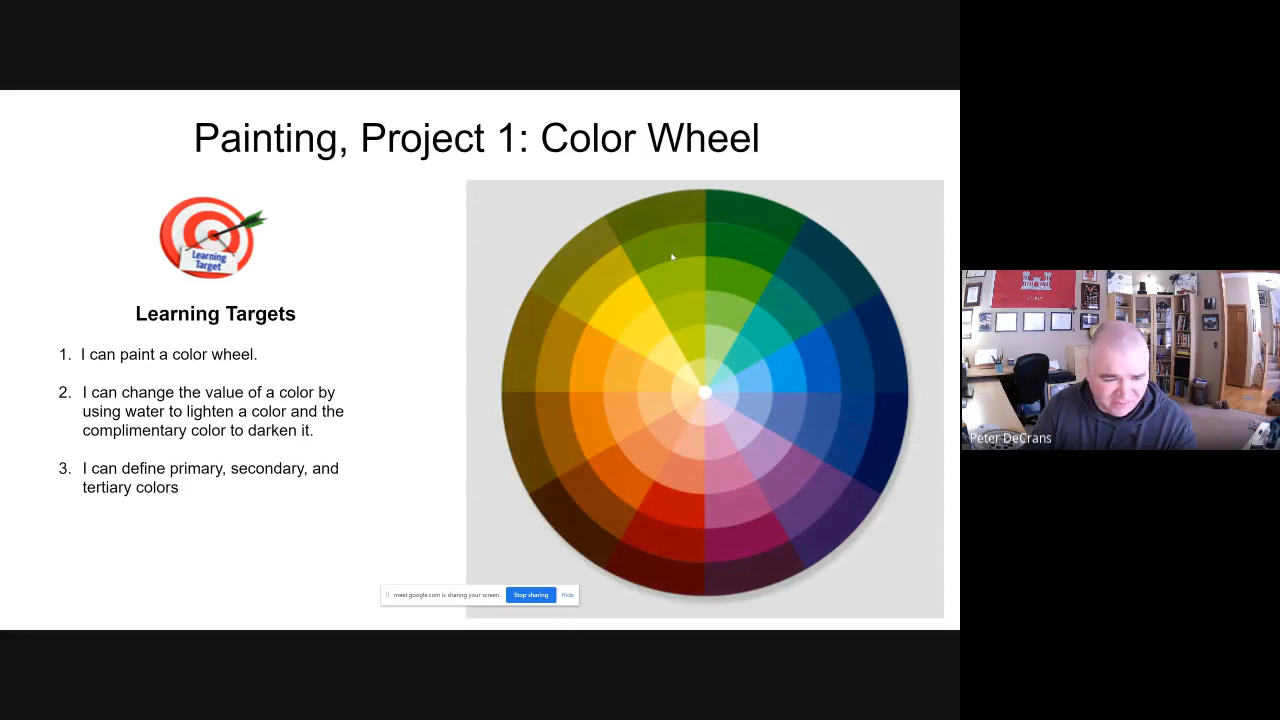 Painting, Project 1: Color Wheel
Learning
Target
Learning Targets
1. I can paint a color wheel.
2. I can change the value of a color by
using water to lighten a color and the
complimentary color to darken it.
3. I can define primary, secondary, and
tertiary colors
meet.google.com is sharing your screen. Stop sharing Hide
Peter DeCrans